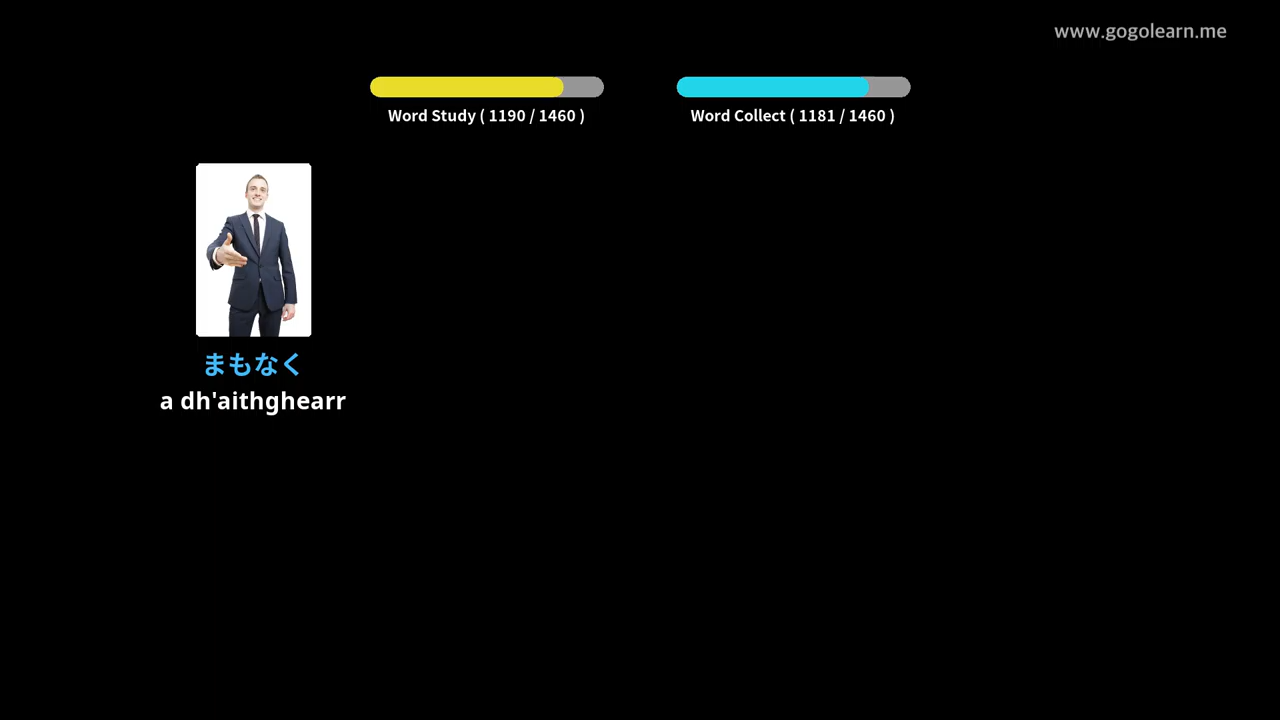 www.gogolearn.me
Word Study ( 1190 / 1460 )
Word Collect ( 1181 / 1460 )
まもなく
a dh'aithghearr